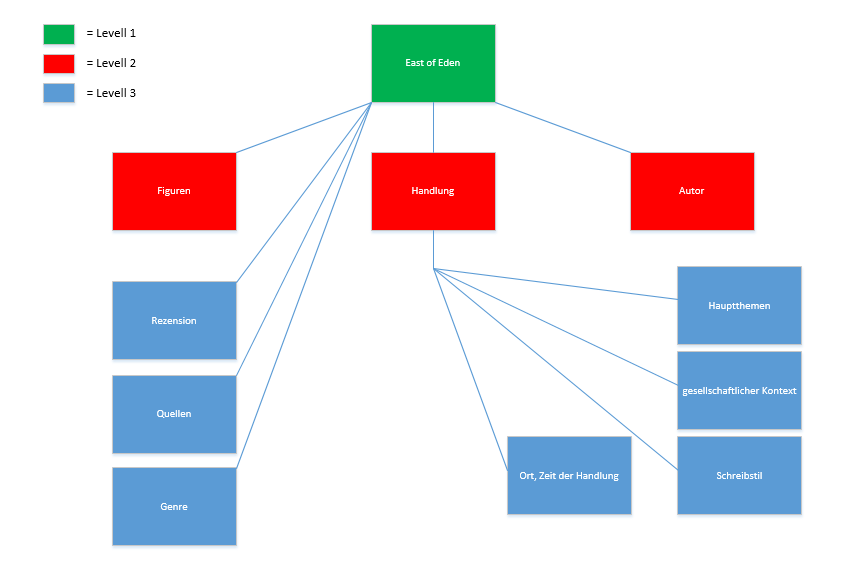 = Levell 1
= Levell 2
= Levell 3
East of Eden
Figuren
Handlung
Autor
Rezension
Hauptthemen
Quellen
gesellschaftlicher Kontext
Genre
Ort, Zeit der Handlung
Schreibstil